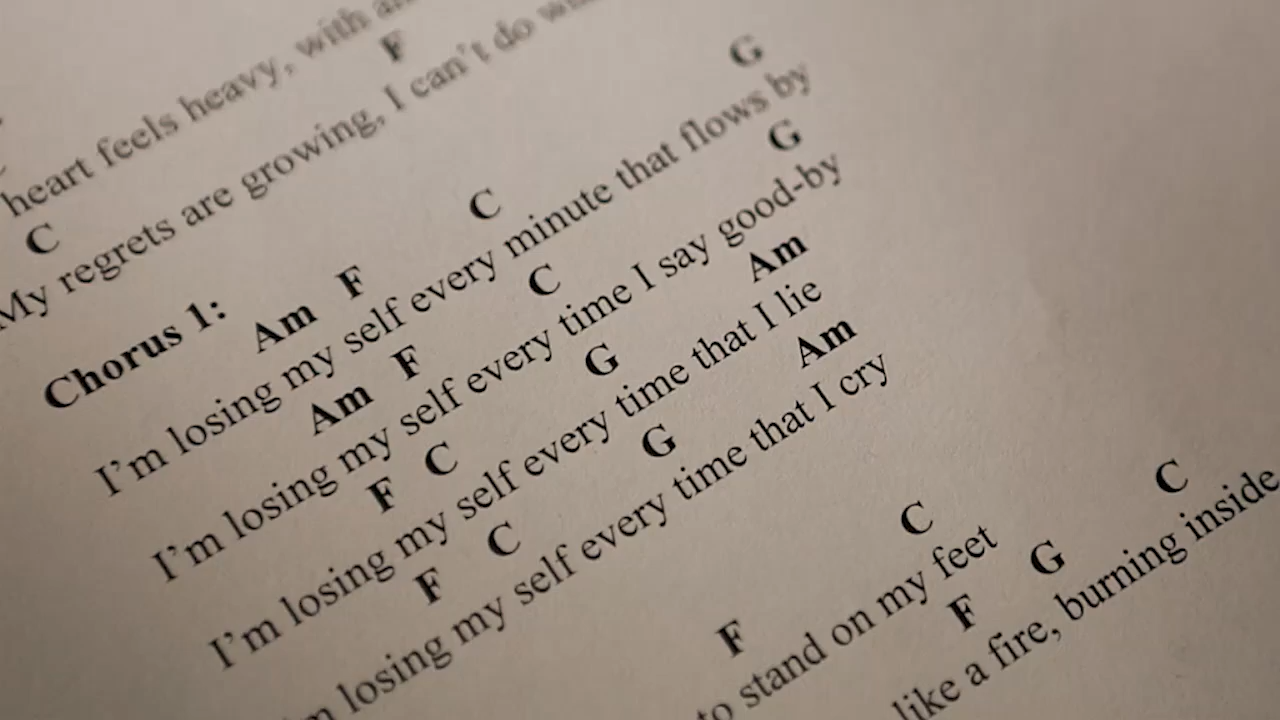 heart feels heavy, with
C F
My regrets are growing, I can't do
Chorus 1:
Am F C G
I'm losing my self every minute that flows by
Am F C G
I'm losing my self every time I say good-by
F C G Am
I'm losing my self every time that I lie
F C G Am
losing my self every time that I cry
F C
to stand on my feet
F G C
like a fire, burning inside